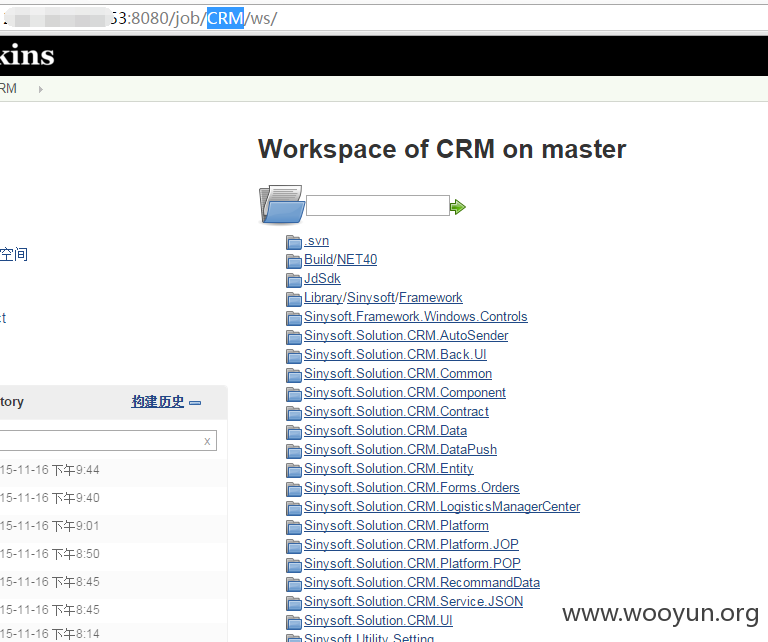 53:8080/job/CRM/ws/
kins
RM
Workspace of CRM on master
.svn
空间
Build/NET40
JdSdk
Library/Sinysoft/Framework
ct
Sinysoft.Framework.Windows.Controls
Sinysoft.Solution.CRM.AutoSender
Sinysoft.Solution.CRM.Back.UI
Sinysoft.Solution.CRM.Common
Sinysoft.Solution.CRM.Component
tory 构建历史
Sinysoft.Solution.CRM.Contract
Sinysoft.Solution.CRM.Data
x
Sinysoft.Solution.CRM.DataPush
15-11-16 下午9:44
Sinysoft.Solution.CRM.Entity
Sinysoft.Solution.CRM.Forms.Orders
15-11-16 下午9:40
Sinysoft.Solution.CRM.LogisticsManagerCenter
15-11-16 下午9:01
Sinysoft.Solution.CRM.Platform
Sinysoft.Solution.CRM.Platform.JOP
15-11-16 下午8:50
Sinysoft.Solution.CRM.Platform.POP
15-11-16 下午8:45
Sinysoft.Solution.CRM.RecommandData
Sinysoft.Solution.CRM.Service.JSON
15-11-16 下午8:45
Sinysoft.Solution.CRM.UI
15-11-16 下午8:14
Sinysoft.Utility.Setting
www.wooyun.org